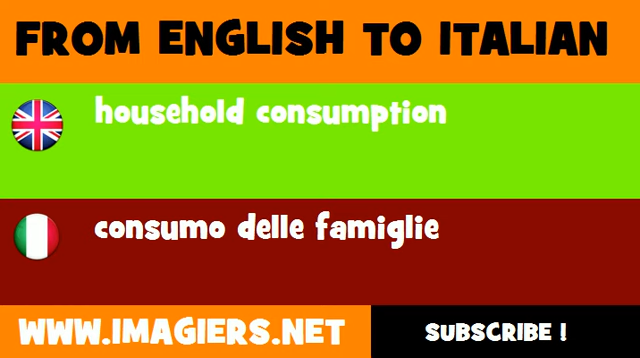 FROM ENGLISH TO ITALIAN
household consumption
consumo delle famiglie
WWW.IMAGIERS.NET
SUBSCRIBE !